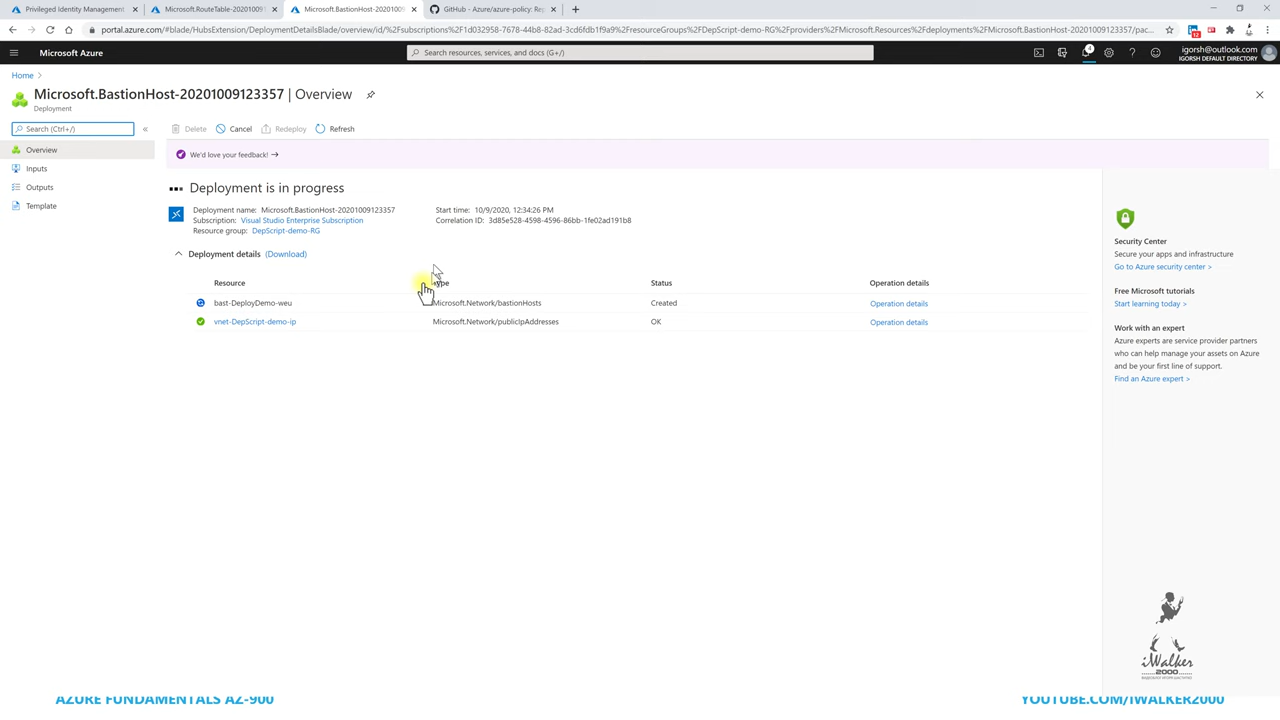 Privileged Identity Management
Microsoft.RouteTable-20201009
Microsoft.BastionHost-20201009
GitHub - Azure/azure-policy: Re
portal.azure.com/#blade/HubsExtension/DeploymentDetailsBlade/overview/id/%2Fsubscriptions%2F1d032958-7678-44b8-82ad-3cd6fdb1f9a9%2FresourceGroups%2FDepScript-demo-RG%2Fproviders%2FMicrosoft.Resources%2Fdeployments%2FMicrosoft.BastionHost-20201009123357/pac...
12
Microsoft Azure
Search resources, services, and docs (G+/)
4
igorsh@outlook.com
IGORSH DEFAULT DIRECTORY
Home
Microsoft.BastionHost-20201009123357 | Overview
Deployment
Search (Ctrl+/)
Delete
Cancel
Redeploy
Refresh
Overview
Inputs
Outputs
Template
We'd love your feedback! →
Deployment is in progress
Deployment name: Microsoft.BastionHost-20201009123357
Subscription: Visual Studio Enterprise Subscription
Resource group: DepScript-demo-RG
Start time: 10/9/2020, 12:34:26 PM
Correlation ID: 3d85e528-4598-4596-86bb-1fe02ad191b8
Deployment details (Download)
Resource Type Status Operation details
bast-DeployDemo-weu Microsoft.Network/bastionHosts Created Operation details
vnet-DepScript-demo-ip Microsoft.Network/publicIpAddresses OK Operation details
Security Center
Secure your apps and infrastructure
Go to Azure security center >
Free Microsoft tutorials
Start learning today >
Work with an expert
Azure experts are service provider partners
who can help manage your assets on Azure
and be your first line of support.
Find an Azure expert >
iWalker
2000
AZURE FUNDAMENTALS AZ-900
YOUTUBE.COM/IWALKER2000